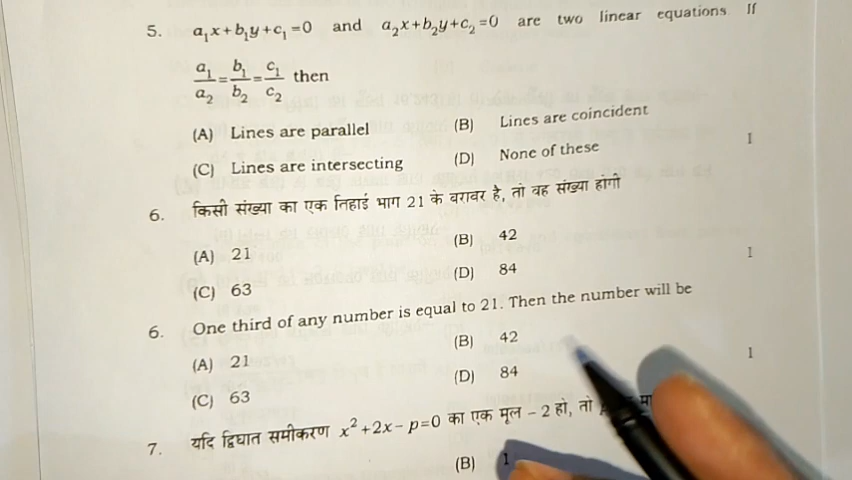 5. a₁x+b₁y+c₁=0 and a₂x+b₂y+c₂=0 are two linear equations. If
a₁/a₂ = b₁/b₂ = c₁/c₂ then
(A) Lines are parallel (B) Lines are coincident
(C) Lines are intersecting (D) None of these 1
6. किसी संख्या का एक तिहाई भाग 21 के बराबर है, तो वह संख्या होगी
(A) 21 (B) 42
(C) 63 (D) 84 1
6. One third of any number is equal to 21. Then the number will be
(A) 21 (B) 42
(C) 63 (D) 84 1
7. यदि द्विघात समीकरण x²+2x−p=0 का एक मूल −2 हो, तो
(B) 1